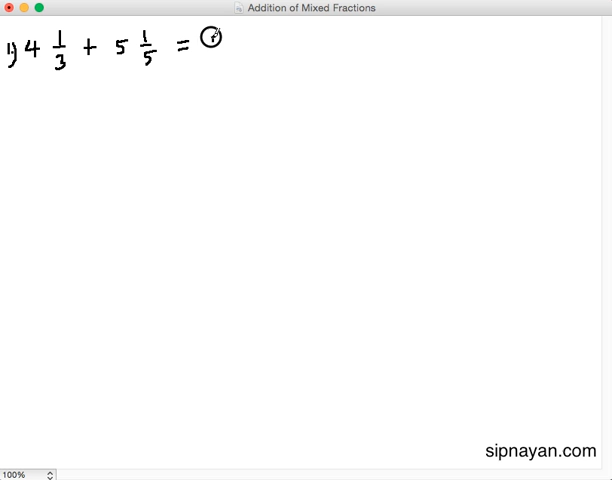 Addition of Mixed Fractions
1) 4 1/3 + 5 1/5 =
sipnayan.com
100%